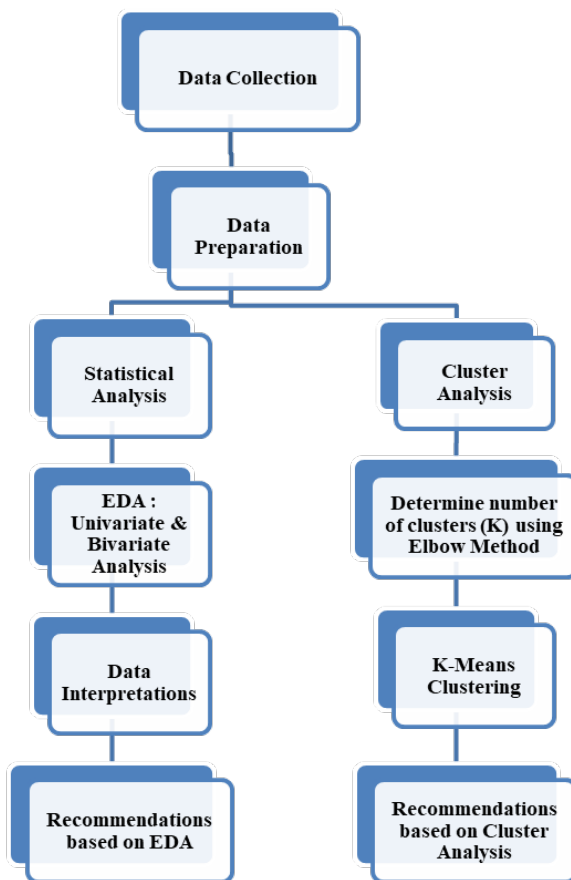 Data Collection
Data
Preparation
Statistical
Analysis
EDA :
Univariate &
Bivariate
Analysis
Data
Interpretations
Recommendations
based on EDA
Cluster
Analysis
Determine number
of clusters (K) using
Elbow Method
K-Means
Clustering
Recommendations
based on Cluster
Analysis